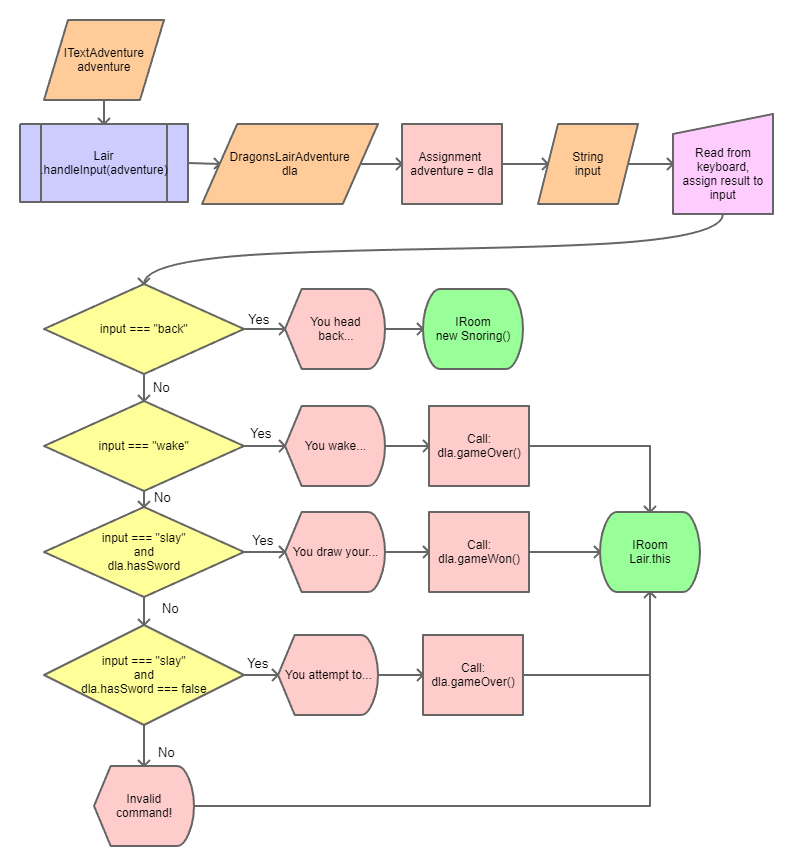 ITextAdventure
adventure
Lair
.handleInput(adventure)
DragonsLairAdventure
dla
Assignment
adventure = dla
String
input
Read from
keyboard,
assign result to
input
input === "back"
Yes
You head
back...
IRoom
new Snoring()
No
input === "wake"
Yes
You wake...
Call:
dla.gameOver()
No
input === "slay"
and
dla.hasSword
Yes
You draw your...
Call:
dla.gameWon()
IRoom
Lair.this
No
input === "slay"
and
dla.hasSword === false
Yes
You attempt to...
Call:
dla.gameOver()
No
Invalid
command!